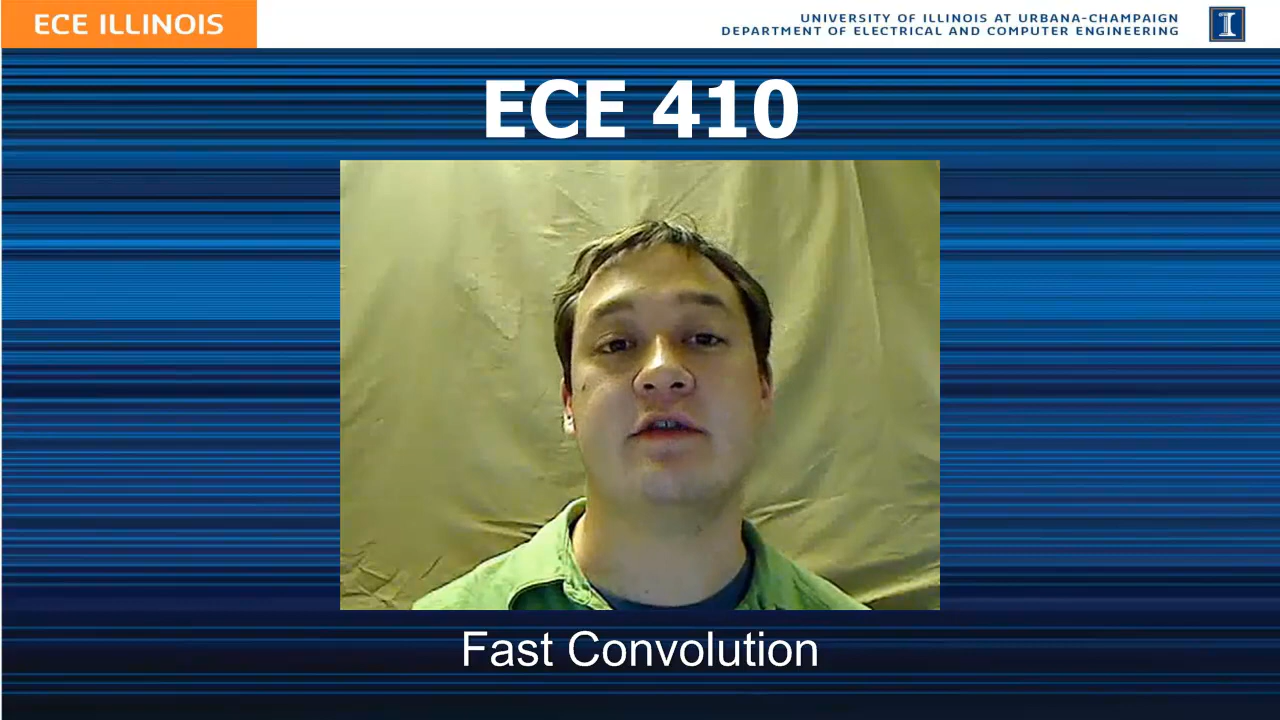 ECE ILLINOIS
UNIVERSITY OF ILLINOIS AT URBANA-CHAMPAIGN
DEPARTMENT OF ELECTRICAL AND COMPUTER ENGINEERING
I
ECE 410
Fast Convolution